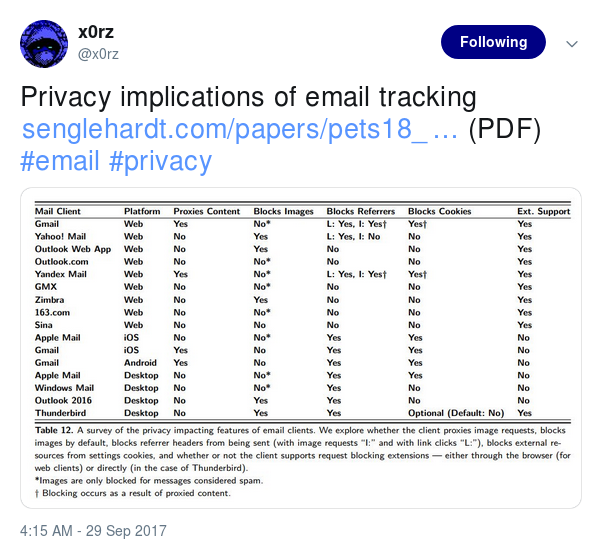 x0rz
@x0rz
Following
Privacy implications of email tracking
senglehardt.com/papers/pets18_… (PDF)
#email #privacy
Mail Client Platform Proxies Content Blocks Images Blocks Referrers Blocks Cookies Ext. Support
Gmail Web Yes No* L: Yes, I: Yes† Yes† Yes
Yahoo! Mail Web No Yes L: Yes, I: No No Yes
Outlook Web App Web No Yes No No Yes
Outlook.com Web No No* No No Yes
Yandex Mail Web Yes No* L: Yes, I: Yes† Yes† Yes
GMX Web No No* No No Yes
Zimbra Web No Yes No No Yes
163.com Web No No* No No Yes
Sina Web No No No No Yes
Apple Mail iOS No No* Yes Yes No
Gmail iOS Yes No Yes Yes No
Gmail Android Yes No Yes Yes No
Apple Mail Desktop No No* Yes Yes No
Windows Mail Desktop No No* Yes No No
Outlook 2016 Desktop No Yes Yes No No
Thunderbird Desktop No Yes Yes Optional (Default: No) Yes
Table 12. A survey of the privacy impacting features of email clients. We explore whether the client proxies image requests, blocks
images by default, blocks referrer headers from being sent (with image requests "I:" and with link clicks "L:"), blocks external re-
sources from settings cookies, and whether or not the client supports request blocking extensions — either through the browser (for
web clients) or directly (in the case of Thunderbird).
*Images are only blocked for messages considered spam.
† Blocking occurs as a result of proxied content.
4:15 AM - 29 Sep 2017